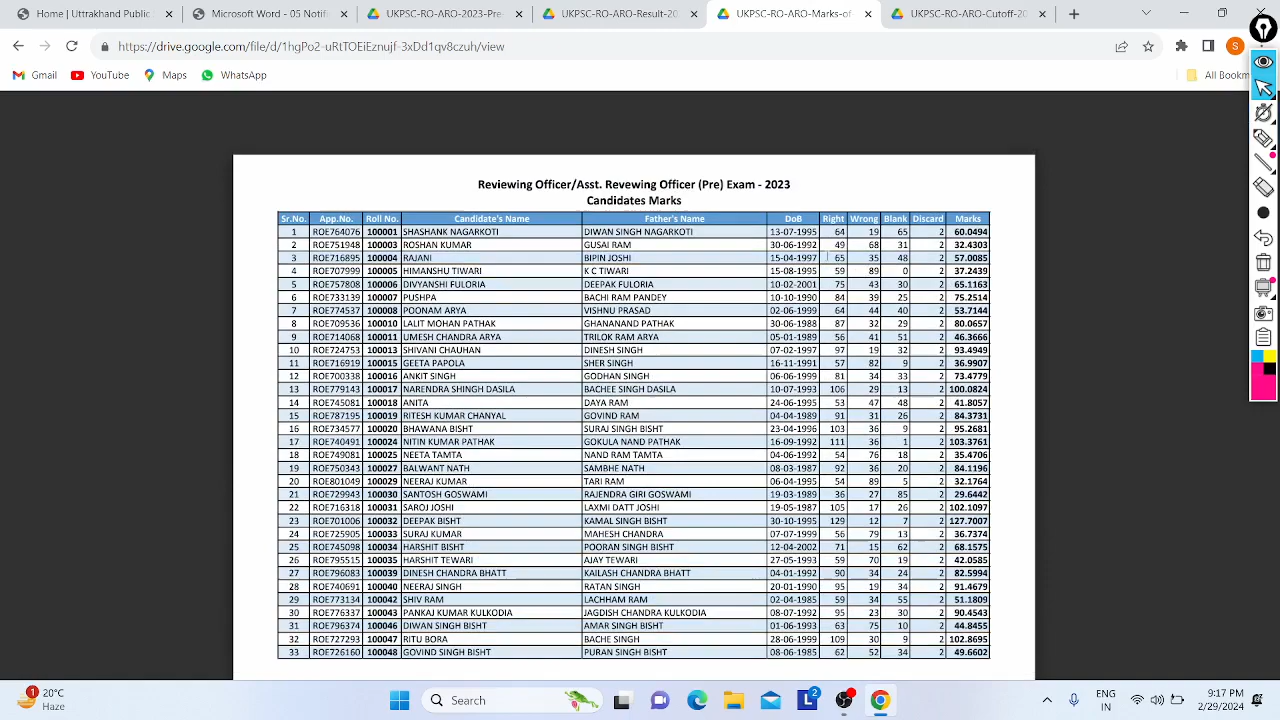 Home | Uttrakhand Public Servi
Microsoft Word - 05 Notifi
UKPSC-RO-ARO-2023-Pre
UKPSC-RO-ARO-Result-20
UKPSC-RO-ARO-Marks-of
UKPSC-RO-ARO-Cutoff-20
https://drive.google.com/file/d/1hgPo2-uRtTOEiEznujf-3xDd1qv8czuh/view
S
Gmail YouTube Maps WhatsApp All Bookm
Reviewing Officer/Asst. Revewing Officer (Pre) Exam - 2023
Candidates Marks
Sr.No. App.No. Roll No. Candidate's Name Father's Name DoB Right Wrong Blank Discard Marks
1 ROE764076 100001 SHASHANK NAGARKOTI DIWAN SINGH NAGARKOTI 13-07-1995 64 19 65 2 60.0494
2 ROE751948 100003 ROSHAN KUMAR GUSAI RAM 30-06-1992 49 68 31 2 32.4303
3 ROE716895 100004 RAJANI BIPIN JOSHI 15-04-1997 65 35 48 2 57.0085
4 ROE707999 100005 HIMANSHU TIWARI K C TIWARI 15-08-1995 59 89 0 2 37.2439
5 ROE757808 100006 DIVYANSHI FULORIA DEEPAK FULORIA 10-02-2001 75 43 30 2 65.1163
6 ROE733139 100007 PUSHPA BACHI RAM PANDEY 10-10-1990 84 39 25 2 75.2514
7 ROE774537 100008 POONAM ARYA VISHNU PRASAD 02-06-1999 64 44 40 2 53.7144
8 ROE709536 100010 LALIT MOHAN PATHAK GHANANAND PATHAK 30-06-1988 87 32 29 2 80.0657
9 ROE714068 100011 UMESH CHANDRA ARYA TRILOK RAM ARYA 05-01-1989 56 41 51 2 46.3666
10 ROE724753 100013 SHIVANI CHAUHAN DINESH SINGH 07-02-1997 97 19 32 2 93.4949
11 ROE716919 100015 GEETA PAPOLA SHER SINGH 16-11-1991 57 82 9 2 36.9907
12 ROE700338 100016 ANKIT SINGH GODHAN SINGH 06-06-1999 81 34 33 2 73.4779
13 ROE779143 100017 NARENDRA SHINGH DASILA BACHEE SINGH DASILA 10-07-1993 106 29 13 2 100.0824
14 ROE745081 100018 ANITA DAYA RAM 24-06-1995 53 47 48 2 41.8057
15 ROE787195 100019 RITESH KUMAR CHANYAL GOVIND RAM 04-04-1989 91 31 26 2 84.3731
16 ROE734577 100020 BHAWANA BISHT SURAJ SINGH BISHT 23-04-1996 103 36 9 2 95.2681
17 ROE740491 100024 NITIN KUMAR PATHAK GOKULA NAND PATHAK 16-09-1992 111 36 1 2 103.3761
18 ROE749081 100025 NEETA TAMTA NAND RAM TAMTA 04-06-1992 54 76 18 2 35.4706
19 ROE750343 100027 BALWANT NATH SAMBHE NATH 08-03-1987 92 36 20 2 84.1196
20 ROE801049 100029 NEERAJ KUMAR TARI RAM 06-04-1995 54 89 5 2 32.1764
21 ROE729943 100030 SANTOSH GOSWAMI RAJENDRA GIRI GOSWAMI 19-03-1989 36 27 85 2 29.6442
22 ROE716318 100031 SAROJ JOSHI LAXMI DATT JOSHI 19-05-1987 105 17 26 2 102.1097
23 ROE701006 100032 DEEPAK BISHT KAMAL SINGH BISHT 30-10-1995 129 12 7 2 127.7007
24 ROE725905 100033 SURAJ KUMAR MAHESH CHANDRA 07-07-1999 56 79 13 2 36.7374
25 ROE745098 100034 HARSHIT BISHT POORAN SINGH BISHT 12-04-2002 71 15 62 2 68.1575
26 ROE795515 100035 HARSHIT TEWARI AJAY TEWARI 27-05-1993 59 70 19 2 42.0585
27 ROE796083 100039 DINESH CHANDRA BHATT KAILASH CHANDRA BHATT 04-01-1992 90 34 24 2 82.5994
28 ROE740691 100040 NEERAJ SINGH RATAN SINGH 20-01-1990 95 19 34 2 91.4679
29 ROE773134 100042 SHIV RAM LACHHAM RAM 02-04-1985 59 34 55 2 51.1809
30 ROE776337 100043 PANKAJ KUMAR KULKODIA JAGDISH CHANDRA KULKODIA 08-07-1992 95 23 30 2 90.4543
31 ROE796374 100046 DIWAN SINGH BISHT AMAR SINGH BISHT 01-06-1993 63 75 10 2 44.8455
32 ROE727293 100047 RITU BORA BACHE SINGH 28-06-1999 109 30 9 2 102.8695
33 ROE726160 100048 GOVIND SINGH BISHT PURAN SINGH BISHT 08-06-1985 62 52 34 2 49.6602
1 20°C
Haze
Search
L 2
ENG
IN
9:17 PM
2/29/2024